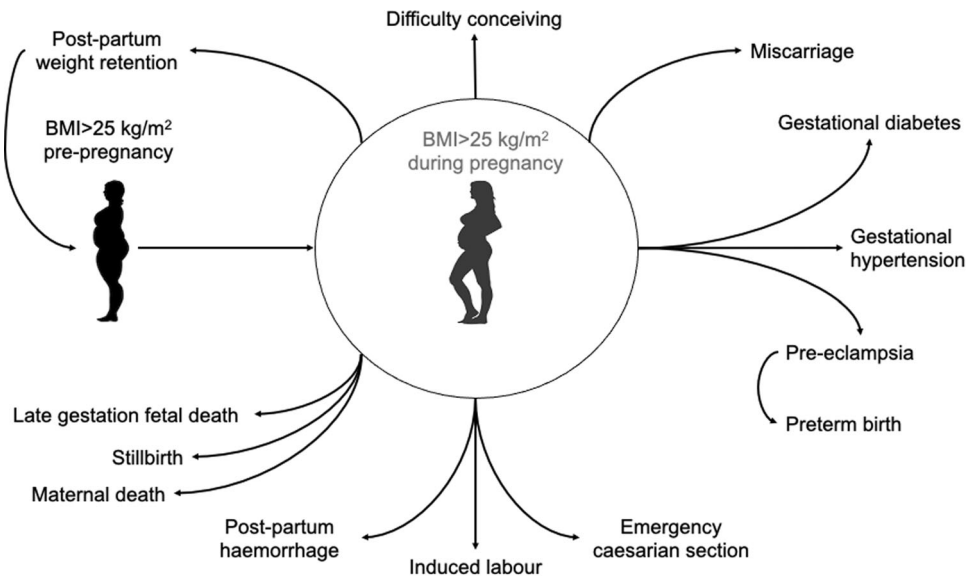 Difficulty conceiving
Post-partum
weight retention
Miscarriage
BMI>25 kg/m²
pre-pregnancy
BMI>25 kg/m²
during pregnancy
Gestational diabetes
Gestational
hypertension
Pre-eclampsia
Preterm birth
Late gestation fetal death
Stillbirth
Maternal death
Post-partum
haemorrhage
Induced labour
Emergency
caesarian section